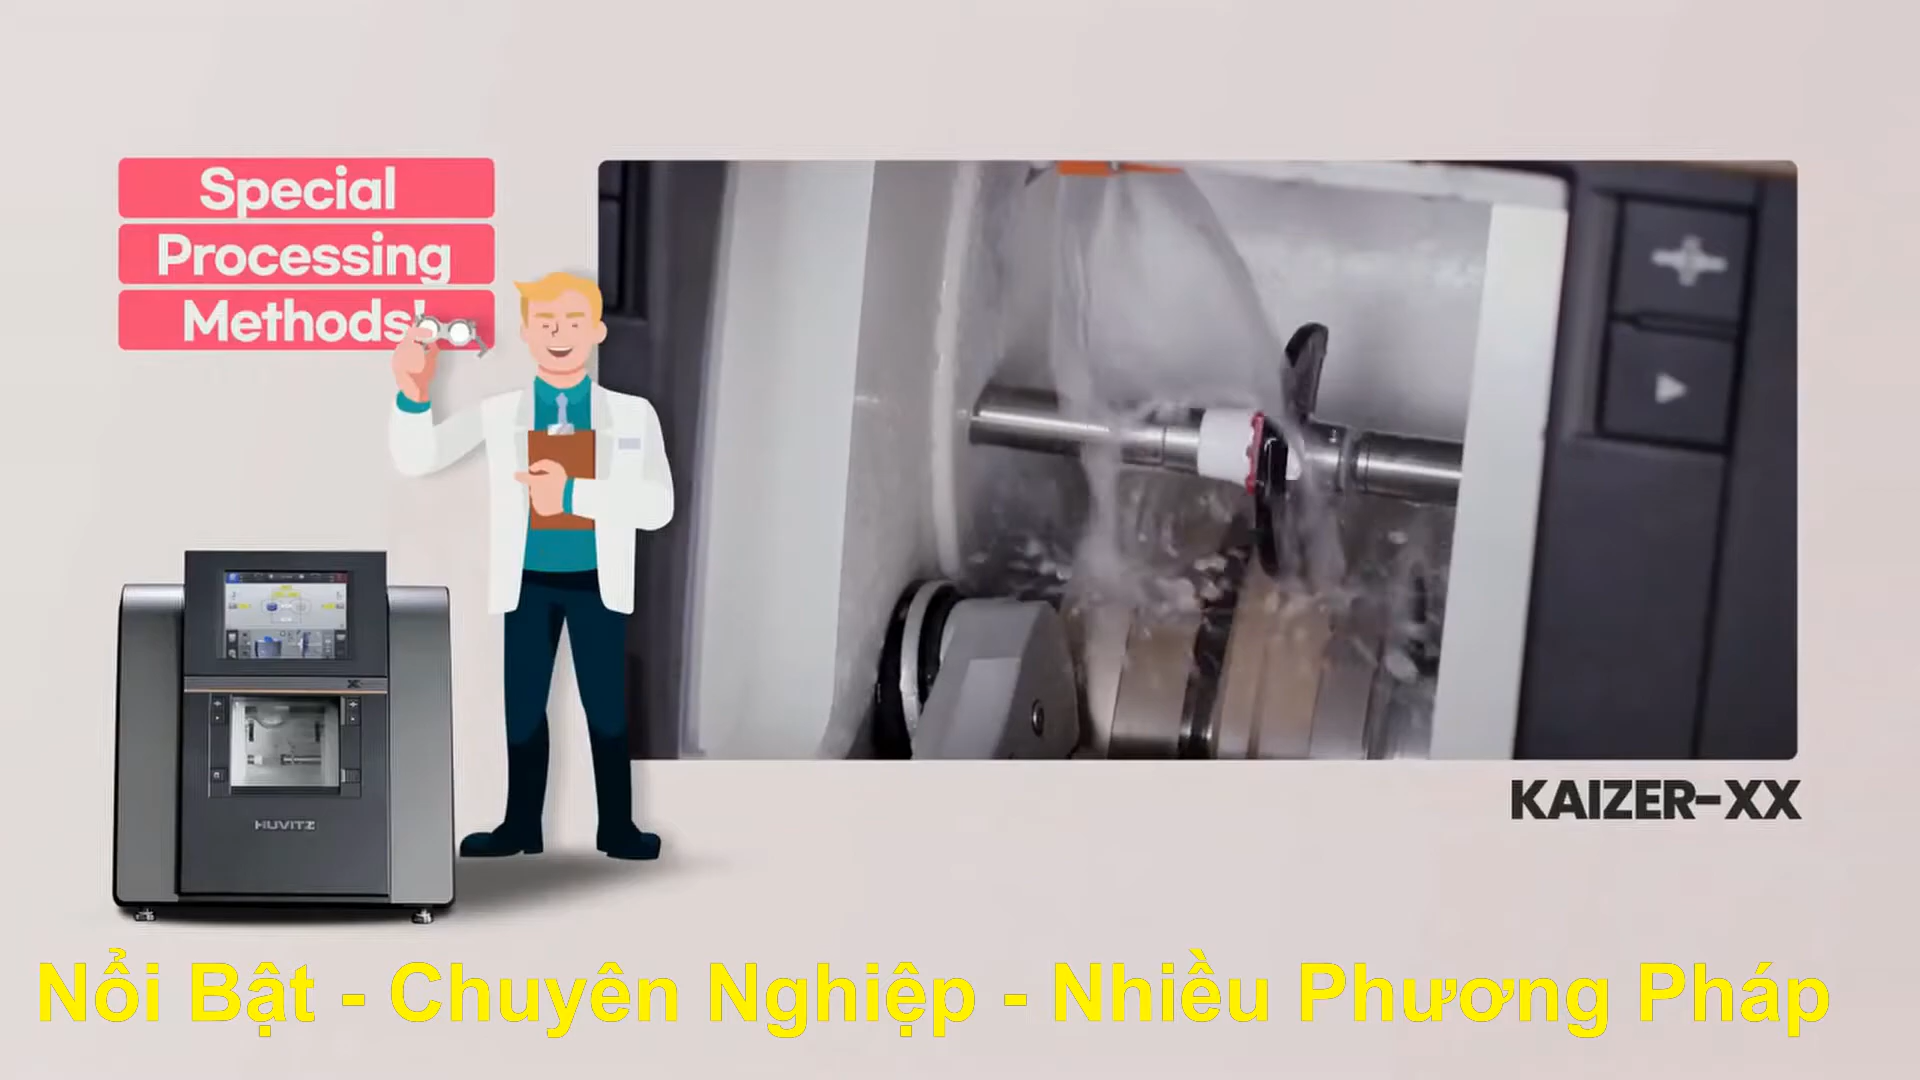 Special
Processing
Methods!
HUVITZ
KAIZER-XX
Nổi Bật - Chuyên Nghiệp - Nhiều Phương Pháp